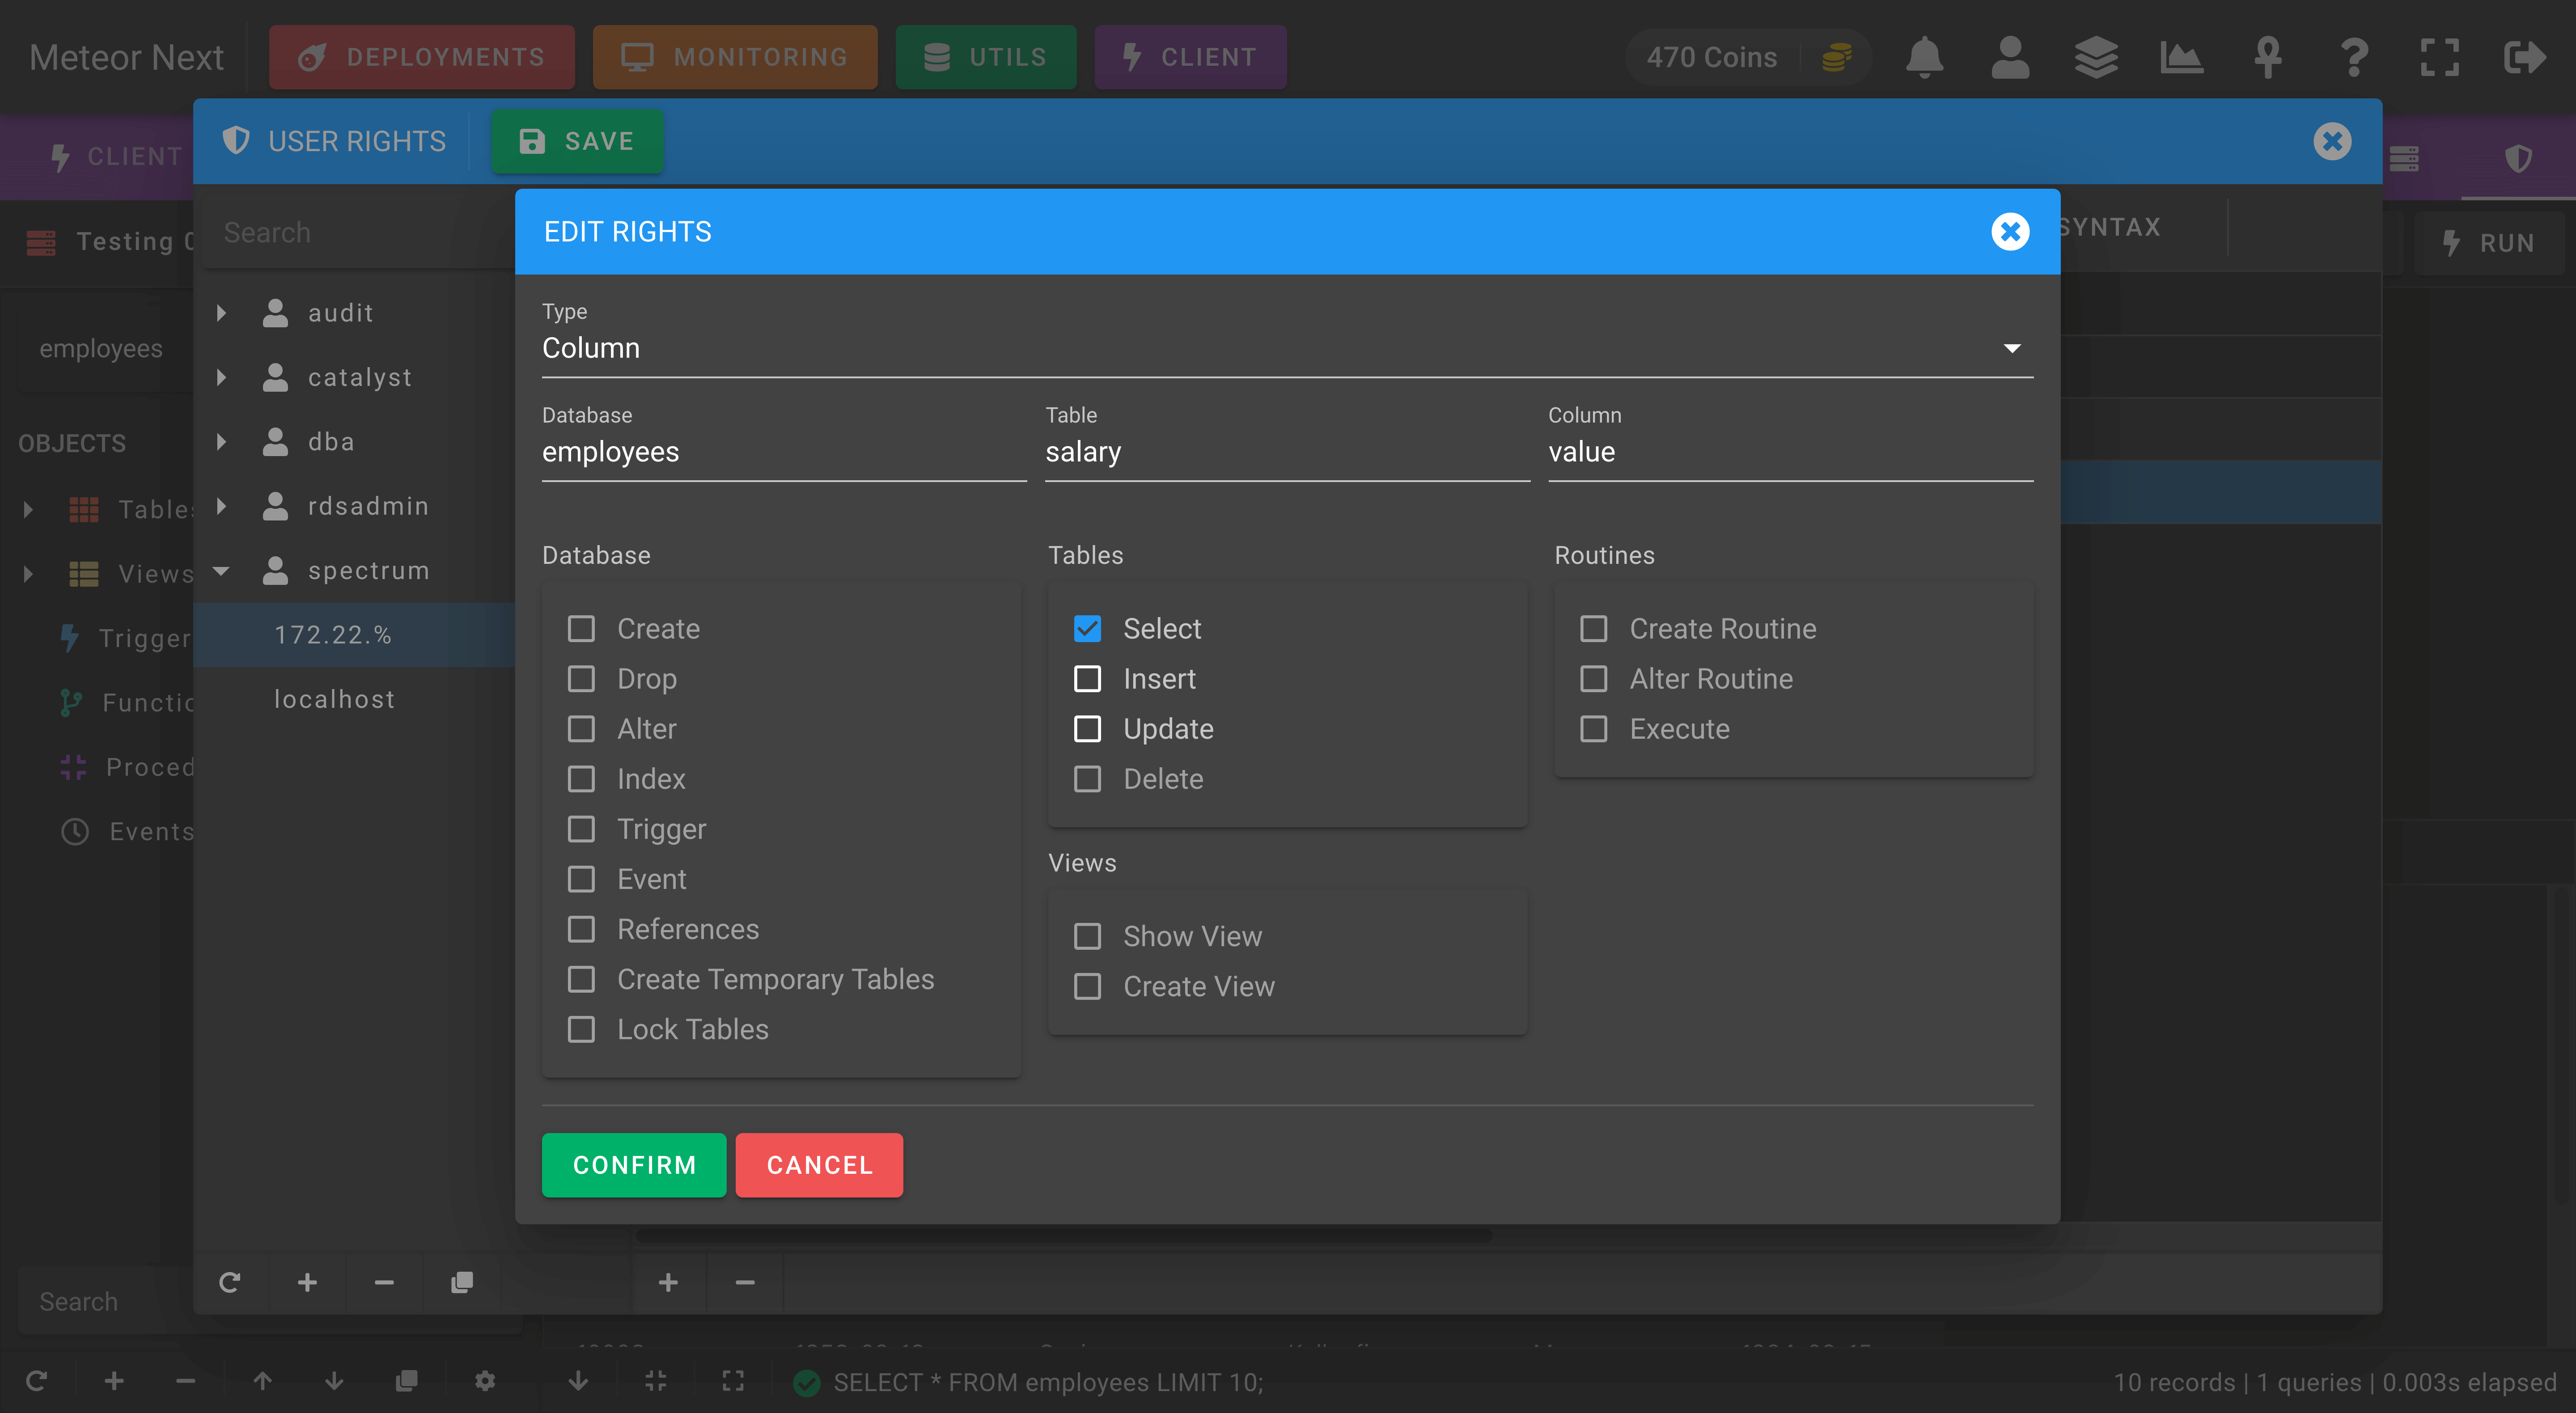 Meteor Next
DEPLOYMENTS
MONITORING
UTILS
CLIENT
470 Coins
CLIENT
USER RIGHTS
SAVE
Testing
Search
EDIT RIGHTS
SYNTAX
RUN
employees
OBJECTS
Tables
Views
Trigger
Events
audit
catalyst
dba
rdsadmin
spectrum
172.22.%
localhost
Type
Column
Database
employees
Table
salary
Column
value
Database
Create
Drop
Alter
Index
Trigger
Event
References
Create Temporary Tables
Lock Tables
Tables
Select
Insert
Update
Delete
Views
Show View
Create View
Routines
Create Routine
Alter Routine
Execute
CONFIRM
CANCEL
Search
SELECT * FROM employees LIMIT 10;
10 records | 1 queries | 0.003s elapsed